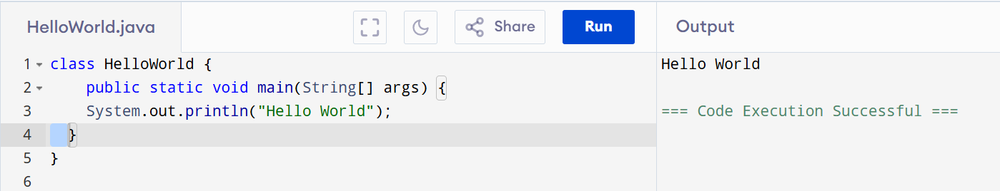 HelloWorld.java Share Run Output
1 class HelloWorld {
2     public static void main(String[] args) {
3     System.out.println("Hello World");
4   }
5 }
6
Hello World
=== Code Execution Successful ===